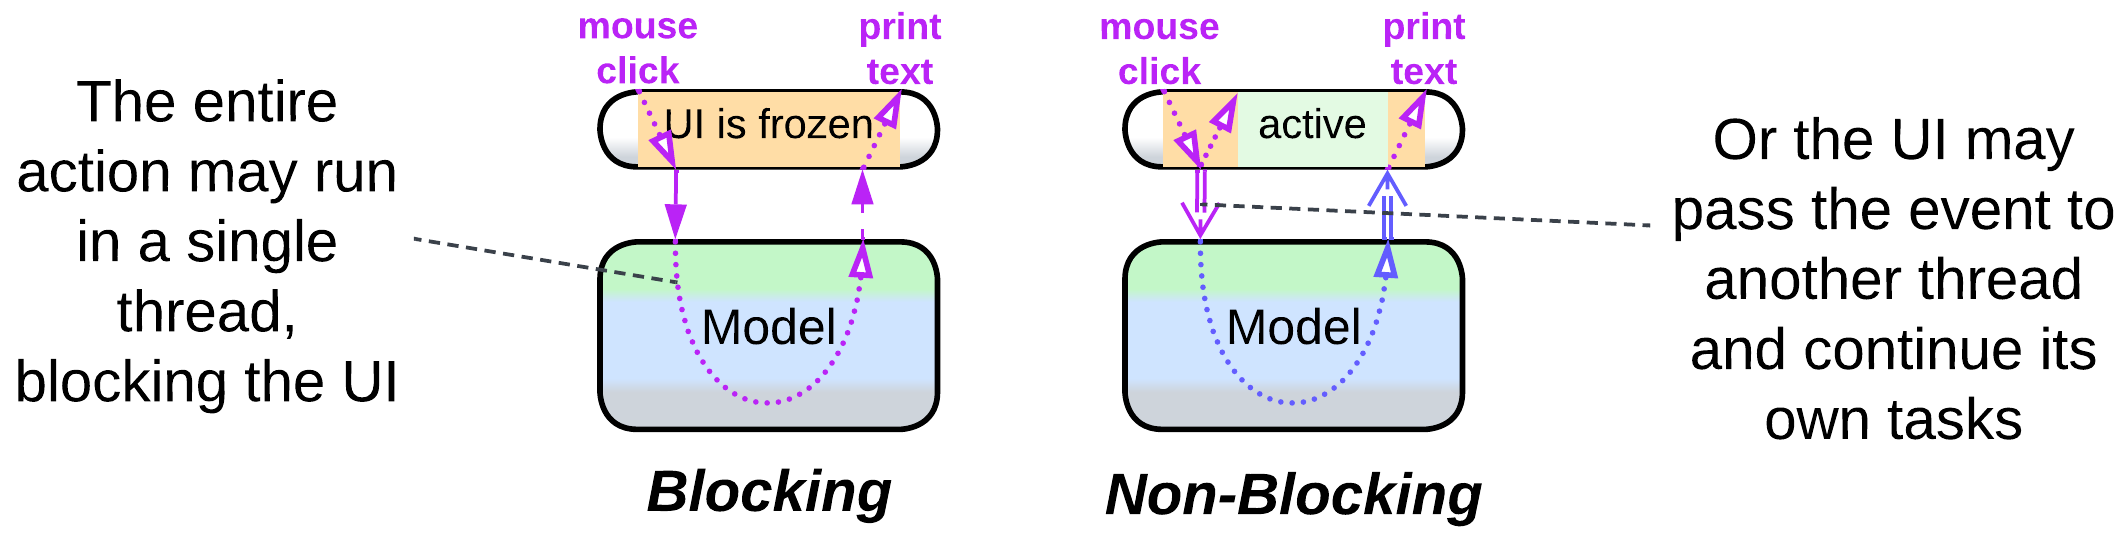 The entire
action may run
in a single
thread,
blocking the UI
mouse
click
print
text
UI is frozen
Model
Blocking
mouse
click
print
text
active
Model
Non-Blocking
Or the UI may
pass the event to
another thread
and continue its
own tasks